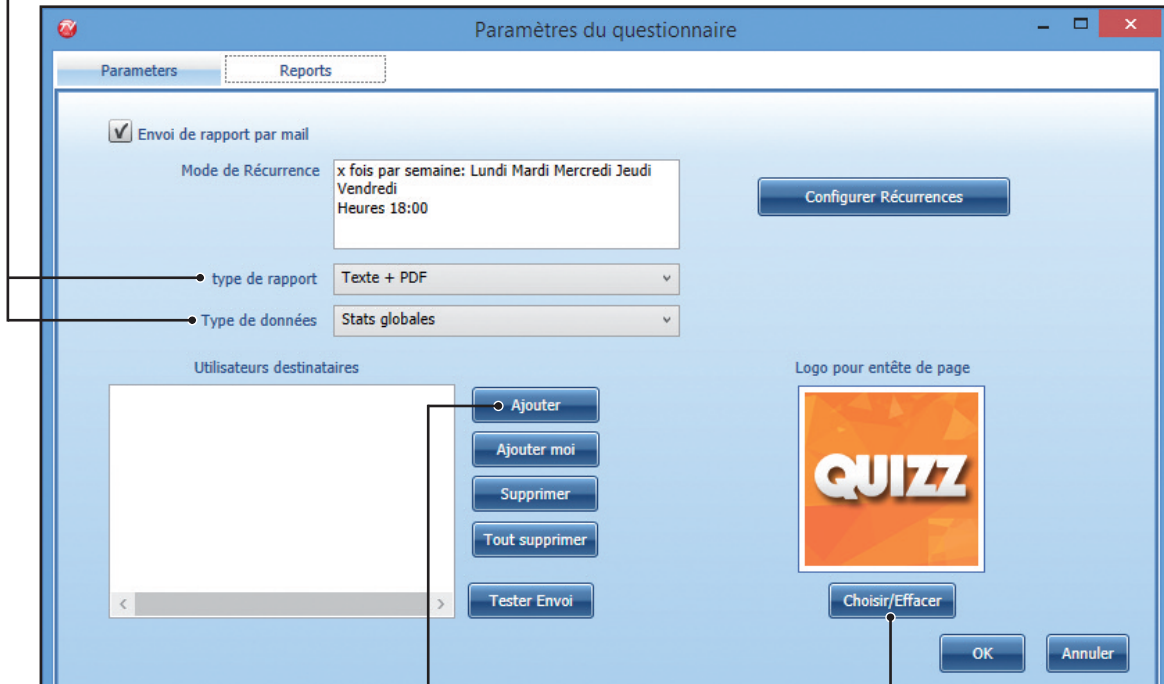 Paramètres du questionnaire
Parameters
Reports
Envoi de rapport par mail
Mode de Récurrence
x fois par semaine: Lundi Mardi Mercredi Jeudi
Vendredi
Heures 18:00
Configurer Récurrences
type de rapport
Texte + PDF
Type de données
Stats globales
Utilisateurs destinataires
Logo pour entête de page
Ajouter
Ajouter moi
Supprimer
Tout supprimer
QUIZZ
Tester Envoi
Choisir/Effacer
OK
Annuler